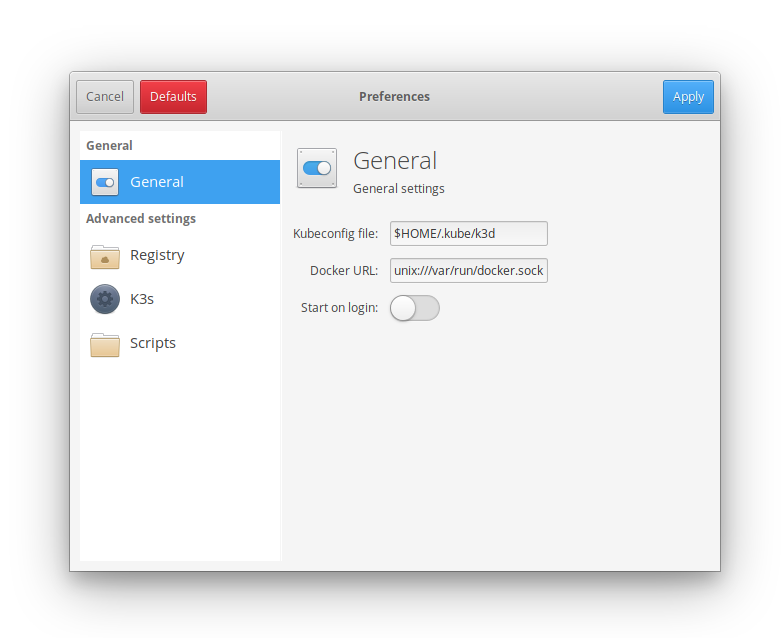 Cancel Defaults Preferences Apply
General
General
Advanced settings
Registry
K3s
Scripts
General
General settings
Kubeconfig file: $HOME/.kube/k3d
Docker URL: unix:///var/run/docker.sock
Start on login: